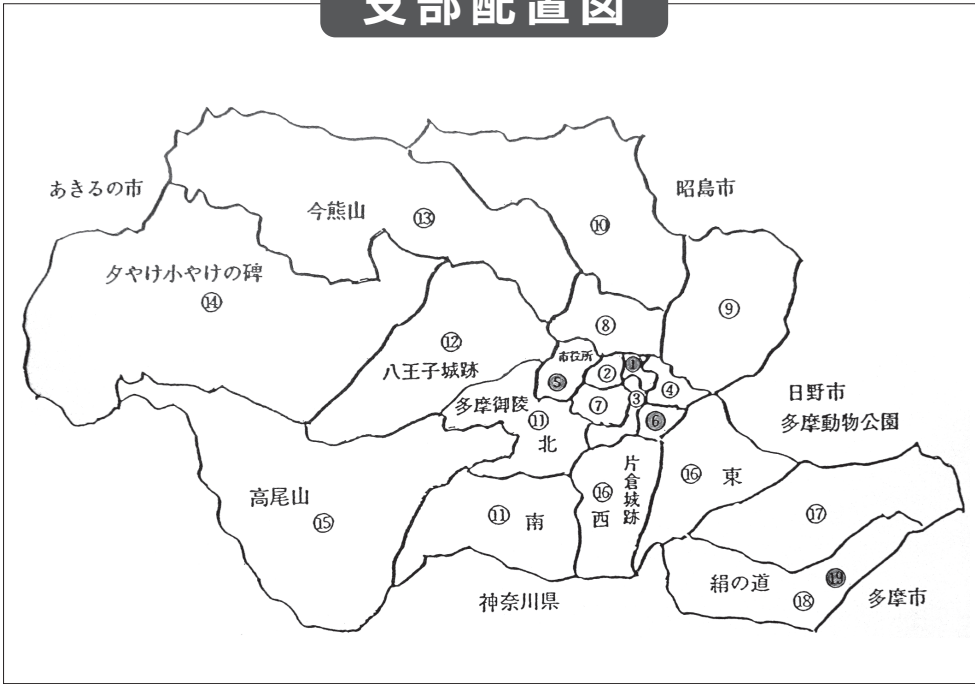 支部配置図
あきるの市
昭島市
今熊山
⑬
⑩
夕やけ小やけの碑
⑭
⑨
⑧
⑫
八王子城跡
市役所
⑤
②
①
④
③
⑦
⑥
日野市
多摩動物公園
多摩御陵
⑪
北
片倉城跡
⑯
西
⑯
東
高尾山
⑮
⑪
南
⑰
絹の道
⑲
⑱
多摩市
神奈川県